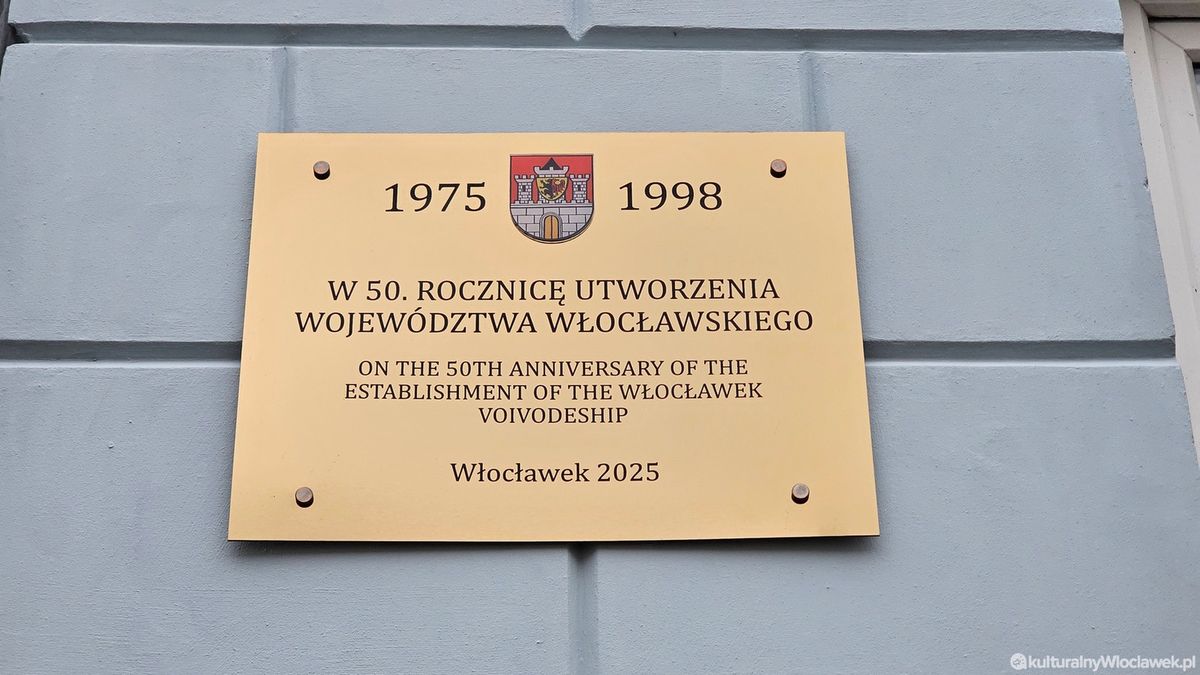 1975 1998
W 50. ROCZNICĘ UTWORZENIA
WOJEWÓDZTWA WŁOCŁAWSKIEGO
ON THE 50TH ANNIVERSARY OF THE
ESTABLISHMENT OF THE WŁOCŁAWEK
VOIVODESHIP
Włocławek 2025
kulturalnyWloclawek.pl